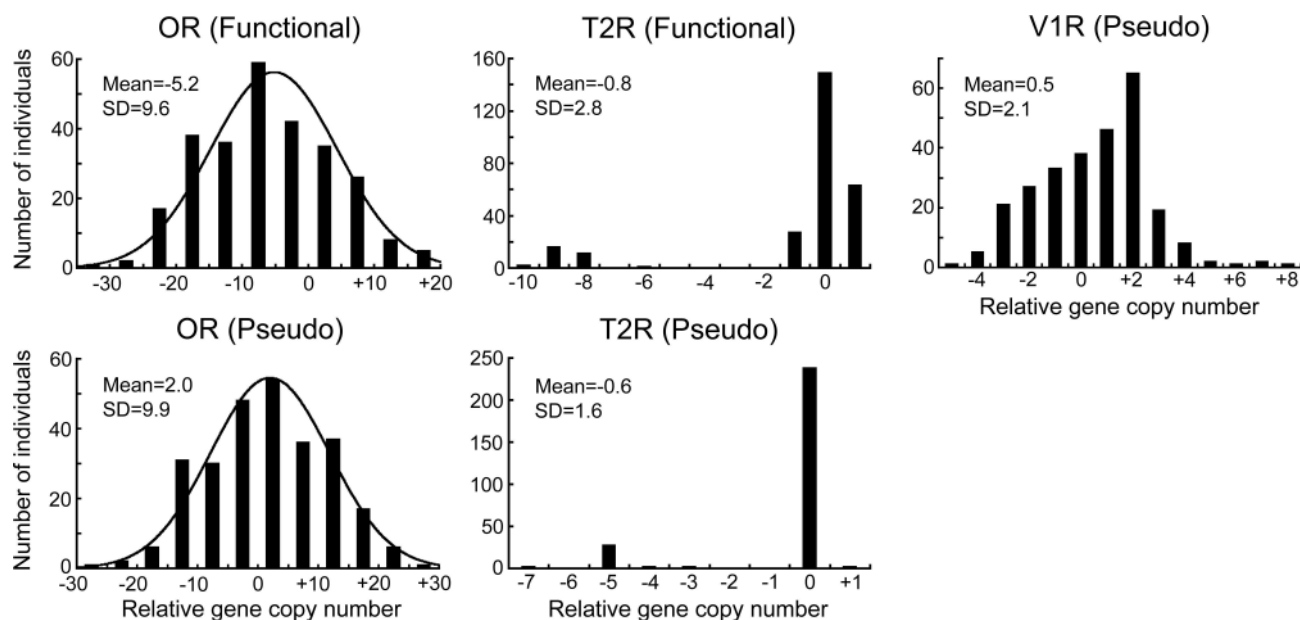 OR (Functional)
Number of individuals
60
40
20
0
Mean=-5.2
SD=9.6
-30 -20 -10 0 +10 +20
T2R (Functional)
160
120
80
40
0
Mean=-0.8
SD=2.8
-10 -8 -6 -4 -2 0
V1R (Pseudo)
60
40
20
0
Mean=0.5
SD=2.1
-4 -2 0 +2 +4 +6 +8
Relative gene copy number
OR (Pseudo)
Number of individuals
60
40
20
0
Mean=2.0
SD=9.9
-30 -20 -10 0 +10 +20 +30
Relative gene copy number
T2R (Pseudo)
250
200
150
100
50
0
Mean=-0.6
SD=1.6
-7 -6 -5 -4 -3 -2 -1 0 +1
Relative gene copy number